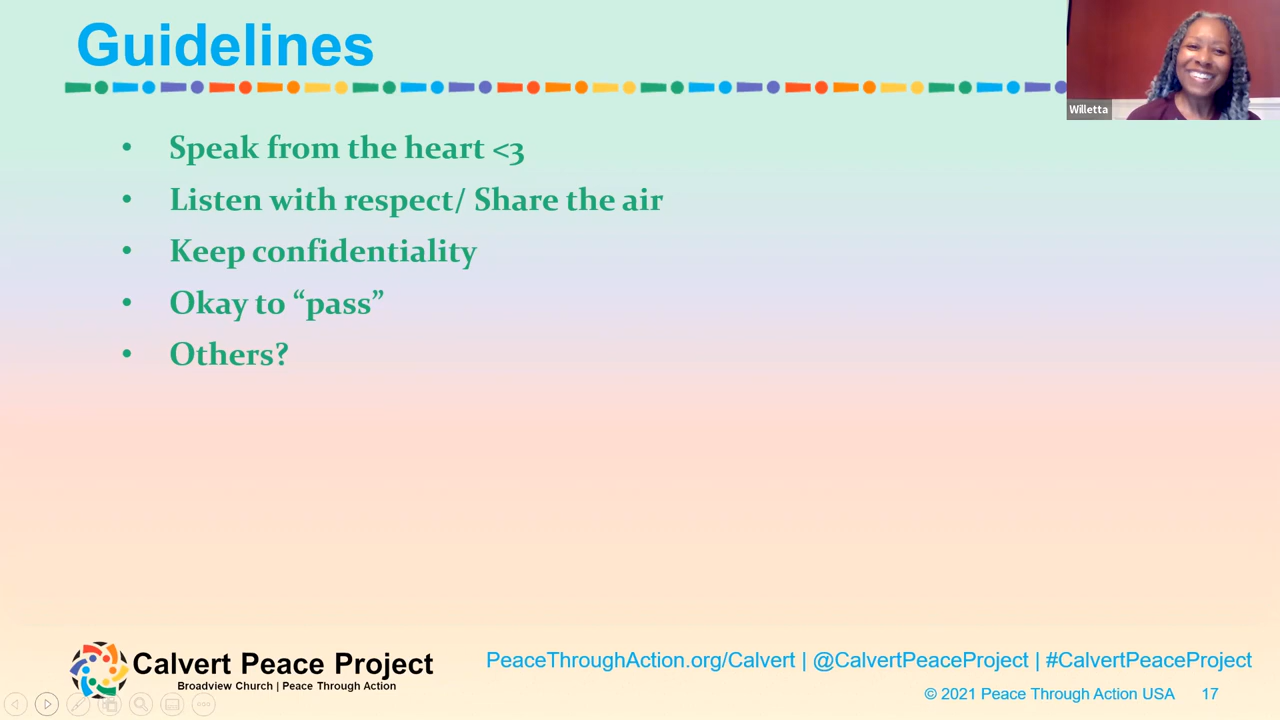 Guidelines
Willetta
• Speak from the heart <3
• Listen with respect/ Share the air
• Keep confidentiality
• Okay to “pass”
• Others?
Calvert Peace Project
Broadview Church | Peace Through Action
PeaceThroughAction.org/Calvert | @CalvertPeaceProject | #CalvertPeaceProject
© 2021 Peace Through Action USA 17